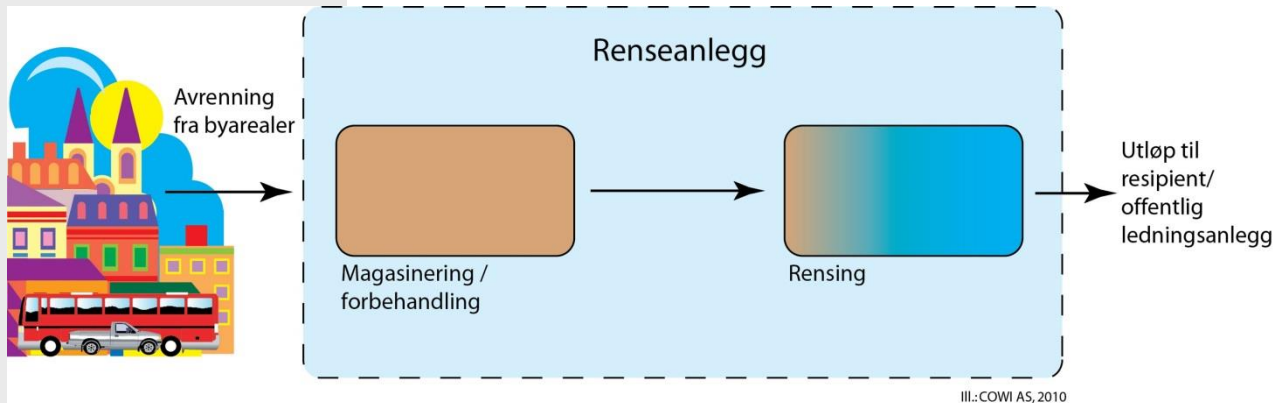 Renseanlegg
Avrenning
fra byarealer
Magasinering /
forbehandling
Rensing
Utløp til
resipient/
offentlig
ledningsanlegg
Ill.: COWI AS, 2010